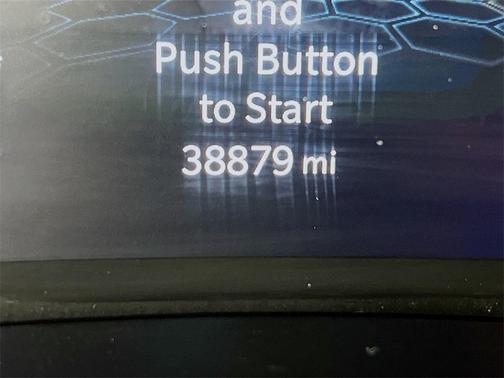 and
Push Button
to Start
38879 mi